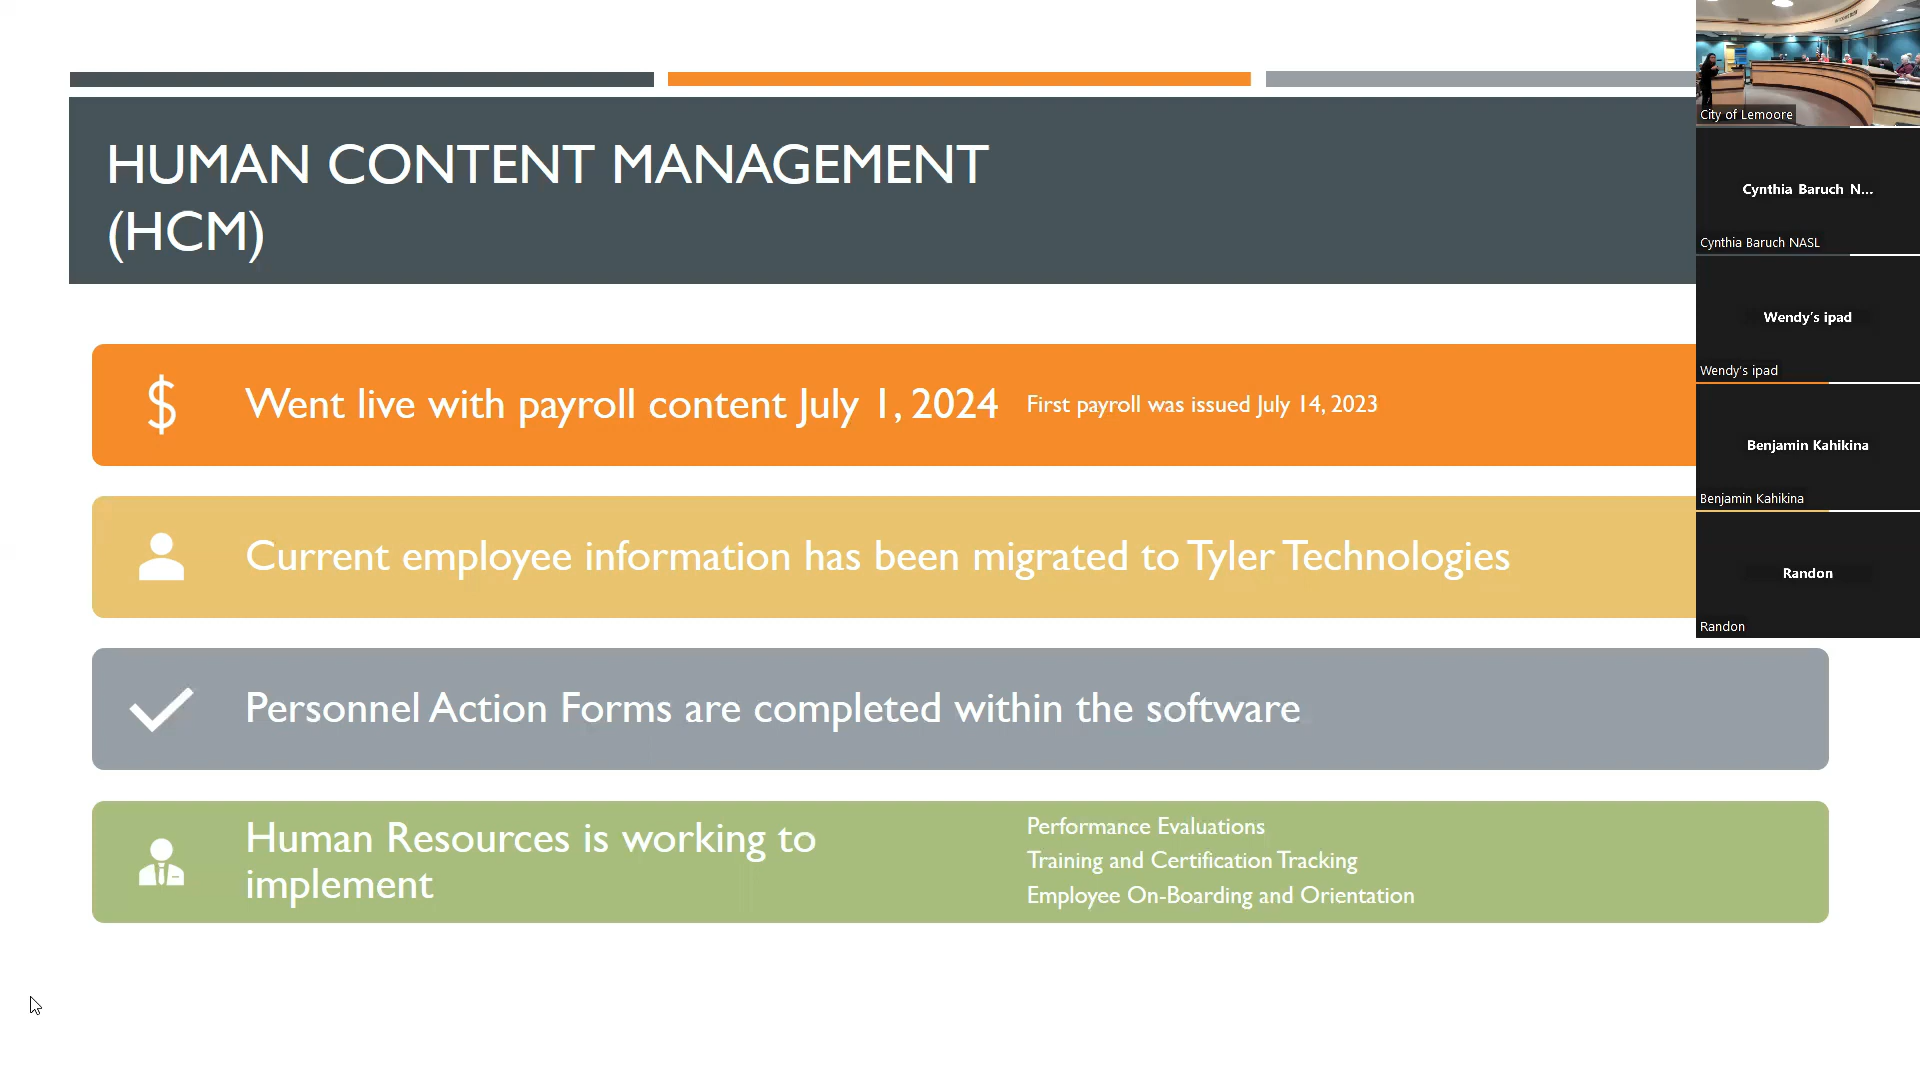 HUMAN CONTENT MANAGEMENT
(HCM)
$
Went live with payroll content July 1, 2024
First payroll was issued July 14, 2023
Current employee information has been migrated to Tyler Technologies
Personnel Action Forms are completed within the software
Human Resources is working to
implement
Performance Evaluations
Training and Certification Tracking
Employee On-Boarding and Orientation
City of Lemoore
Cynthia Baruch N...
Cynthia Baruch NASL
Wendy's ipad
Wendy's ipad
Benjamin Kahikina
Benjamin Kahikina
Randon
Randon